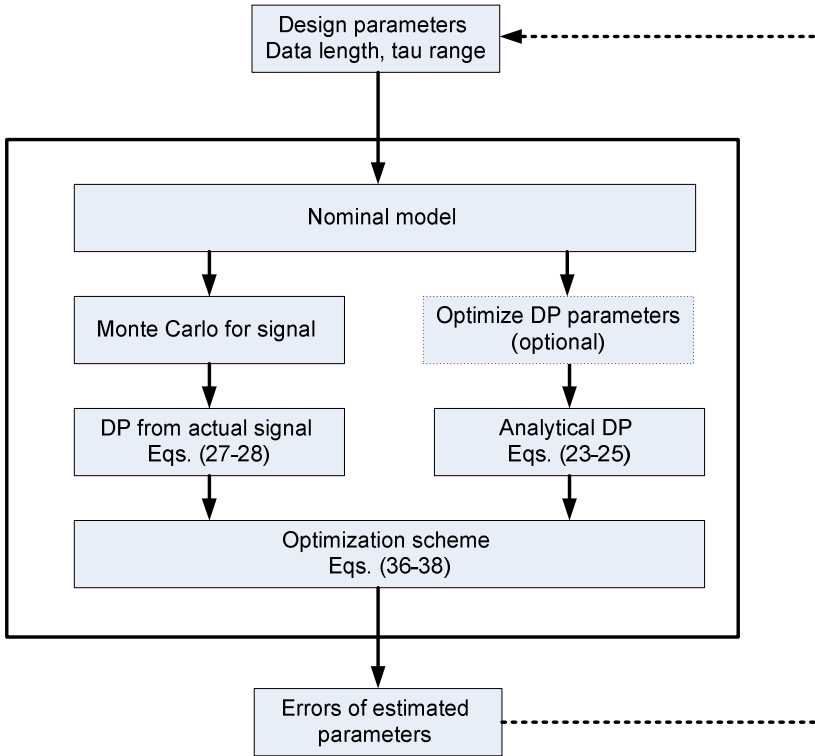 Design parameters
Data length, tau range
Nominal model
Monte Carlo for signal
Optimize DP parameters
(optional)
DP from actual signal
Eqs. (27-28)
Analytical DP
Eqs. (23-25)
Optimization scheme
Eqs. (36-38)
Errors of estimated
parameters